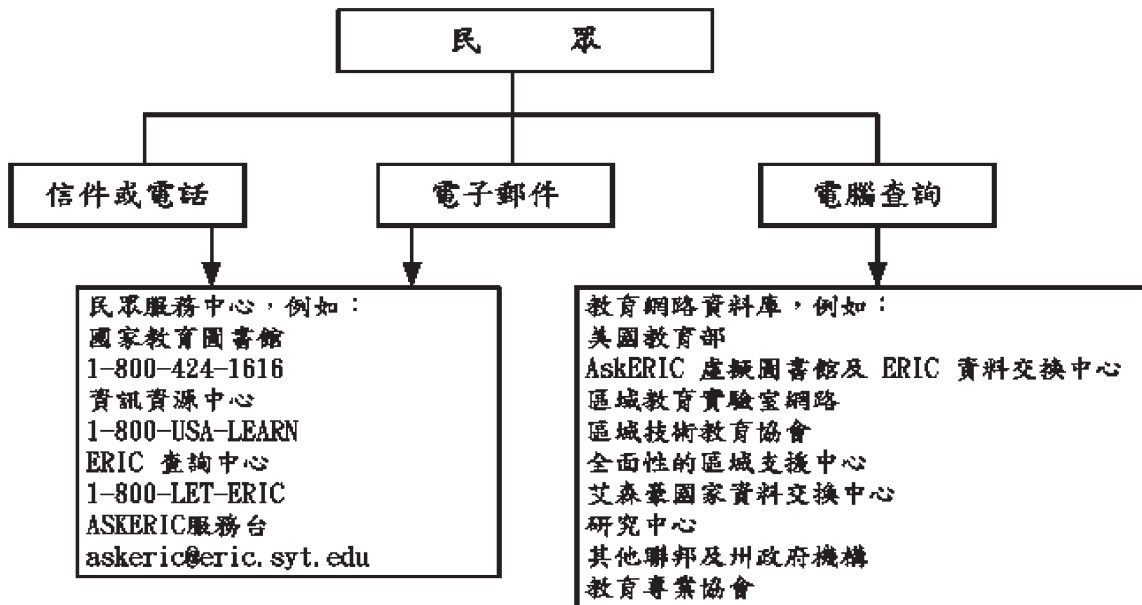 民眾
信件或電話
電子郵件
電腦查詢
民眾服務中心，例如：
國家教育圖書館
1-800-424-1616
資訊資源中心
1-800-USA-LEARN
ERIC 查詢中心
1-800-LET-ERIC
ASKERIC服務台
askeric@eric.syt.edu
教育網路資料庫，例如：
美國教育部
AskERIC 虛擬圖書館及 ERIC 資料交換中心
區域教育實驗室網路
區域技術教育協會
全面性的區域支援中心
艾森豪國家資料交換中心
研究中心
其他聯邦及州政府機構
教育專業協會